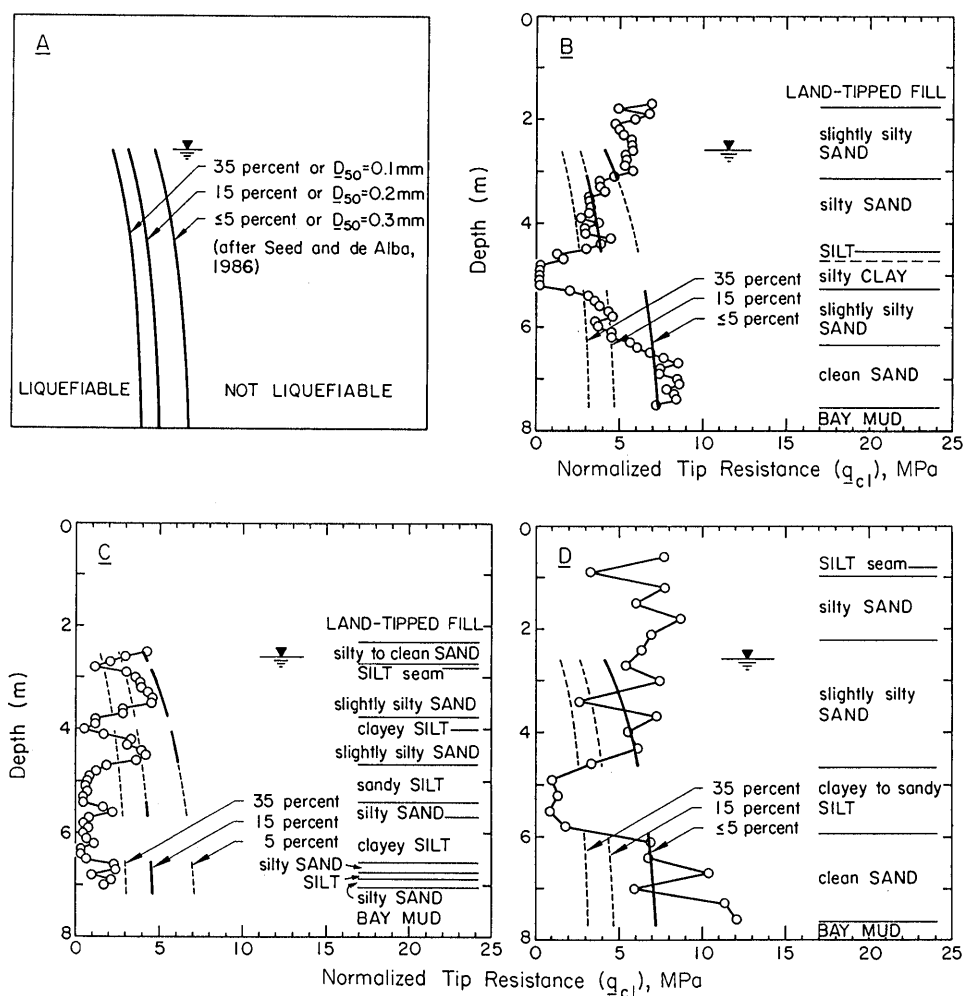 A
35 percent or D50=0.1mm
15 percent or D50=0.2mm
≤5 percent or D50=0.3mm
(after Seed and de Alba,
1986)
LIQUEFIABLE
NOT LIQUEFIABLE
B
0
2
4
6
8
Depth (m)
LAND-TIPPED FILL
slightly silty
SAND
silty SAND
SILT
silty CLAY
slightly silty
SAND
clean SAND
BAY MUD
35 percent
15 percent
≤5 percent
0 5 10 15 20 25
Normalized Tip Resistance (qc1), MPa
C
0
2
4
6
8
Depth (m)
LAND-TIPPED FILL
silty to clean SAND
SILT seam
slightly silty SAND
clayey SILT
slightly silty SAND
sandy SILT
silty SAND
clayey SILT
silty SAND
SILT
silty SAND
BAY MUD
35 percent
15 percent
5 percent
0 5 10 15 20 25
Normalized Tip Resistance (qc1), MPa
D
0
2
4
6
8
SILT seam
silty SAND
slightly silty
SAND
clayey to sandy
SILT
clean SAND
BAY MUD
35 percent
15 percent
≤5 percent
0 5 10 15 20 25